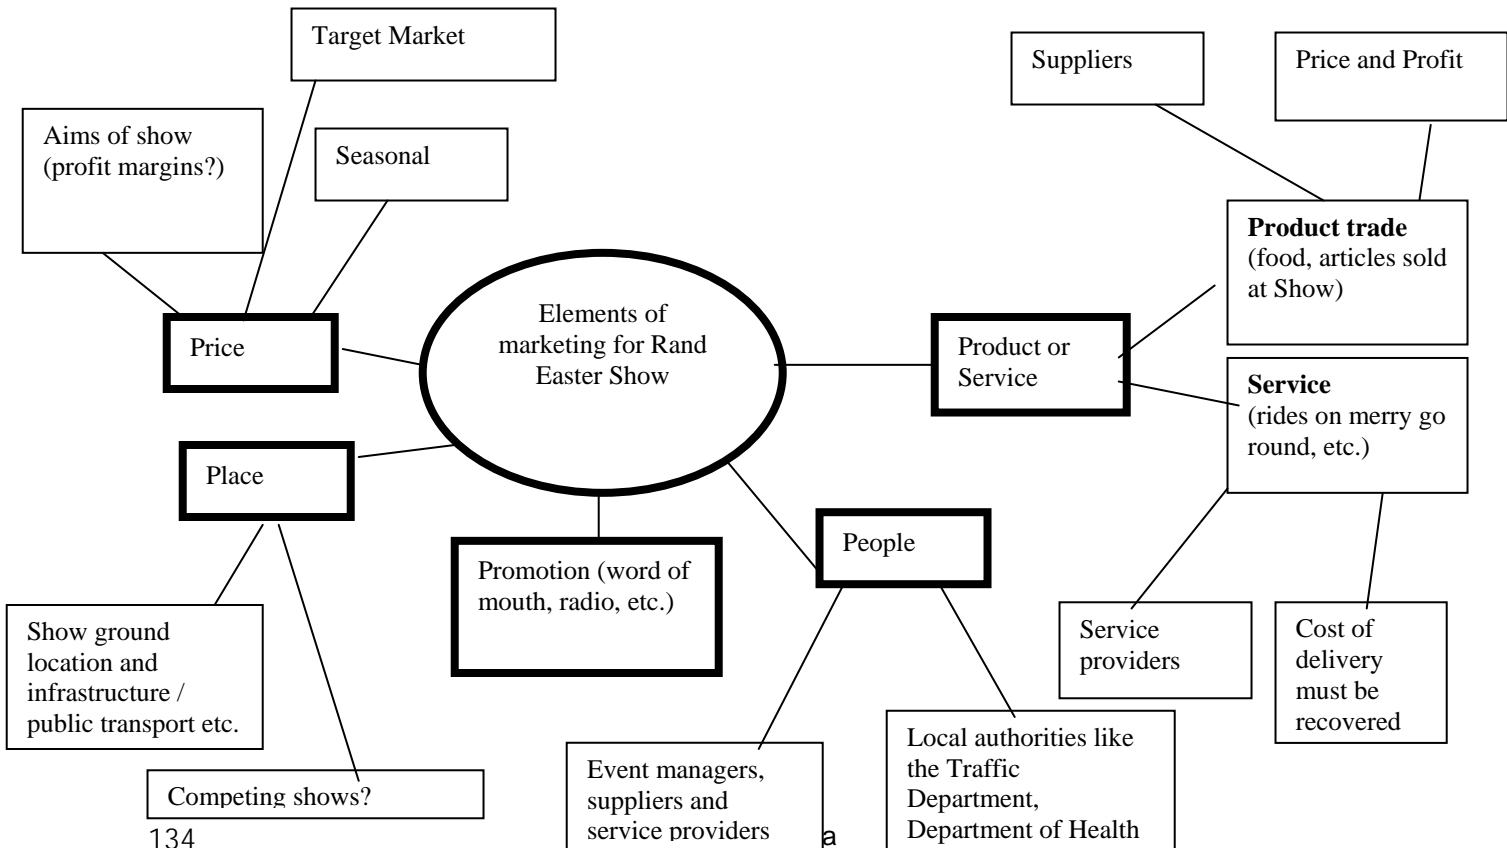 Target Market
Suppliers
Price and Profit
Aims of show
(profit margins?)
Seasonal
Product trade
(food, articles sold
at Show)
Elements of
marketing for Rand
Easter Show
Price
Product or
Service
Service
(rides on merry go
round, etc.)
Place
People
Promotion (word of
mouth, radio, etc.)
Show ground
location and
infrastructure /
public transport etc.
Service
providers
Cost of
delivery
must be
recovered
Local authorities like
the Traffic
Department,
Department of Health
Event managers,
suppliers and
service providers
Competing shows?
134
a